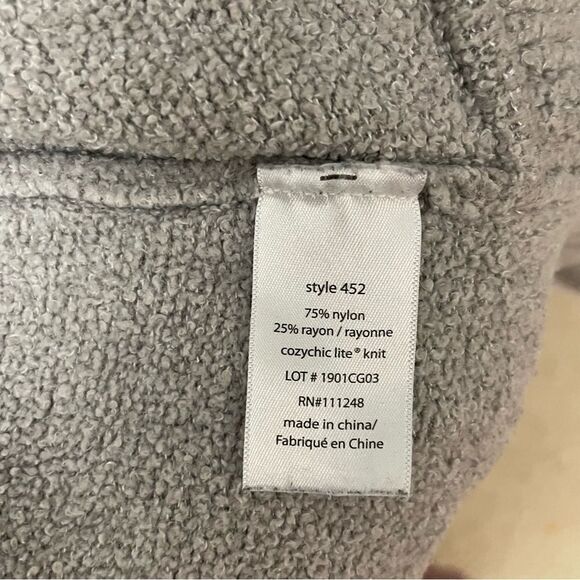 style 452
75% nylon
25% rayon / rayonne
cozychic lite® knit
LOT # 1901CG03
RN#111248
made in china/
Fabriqué en Chine